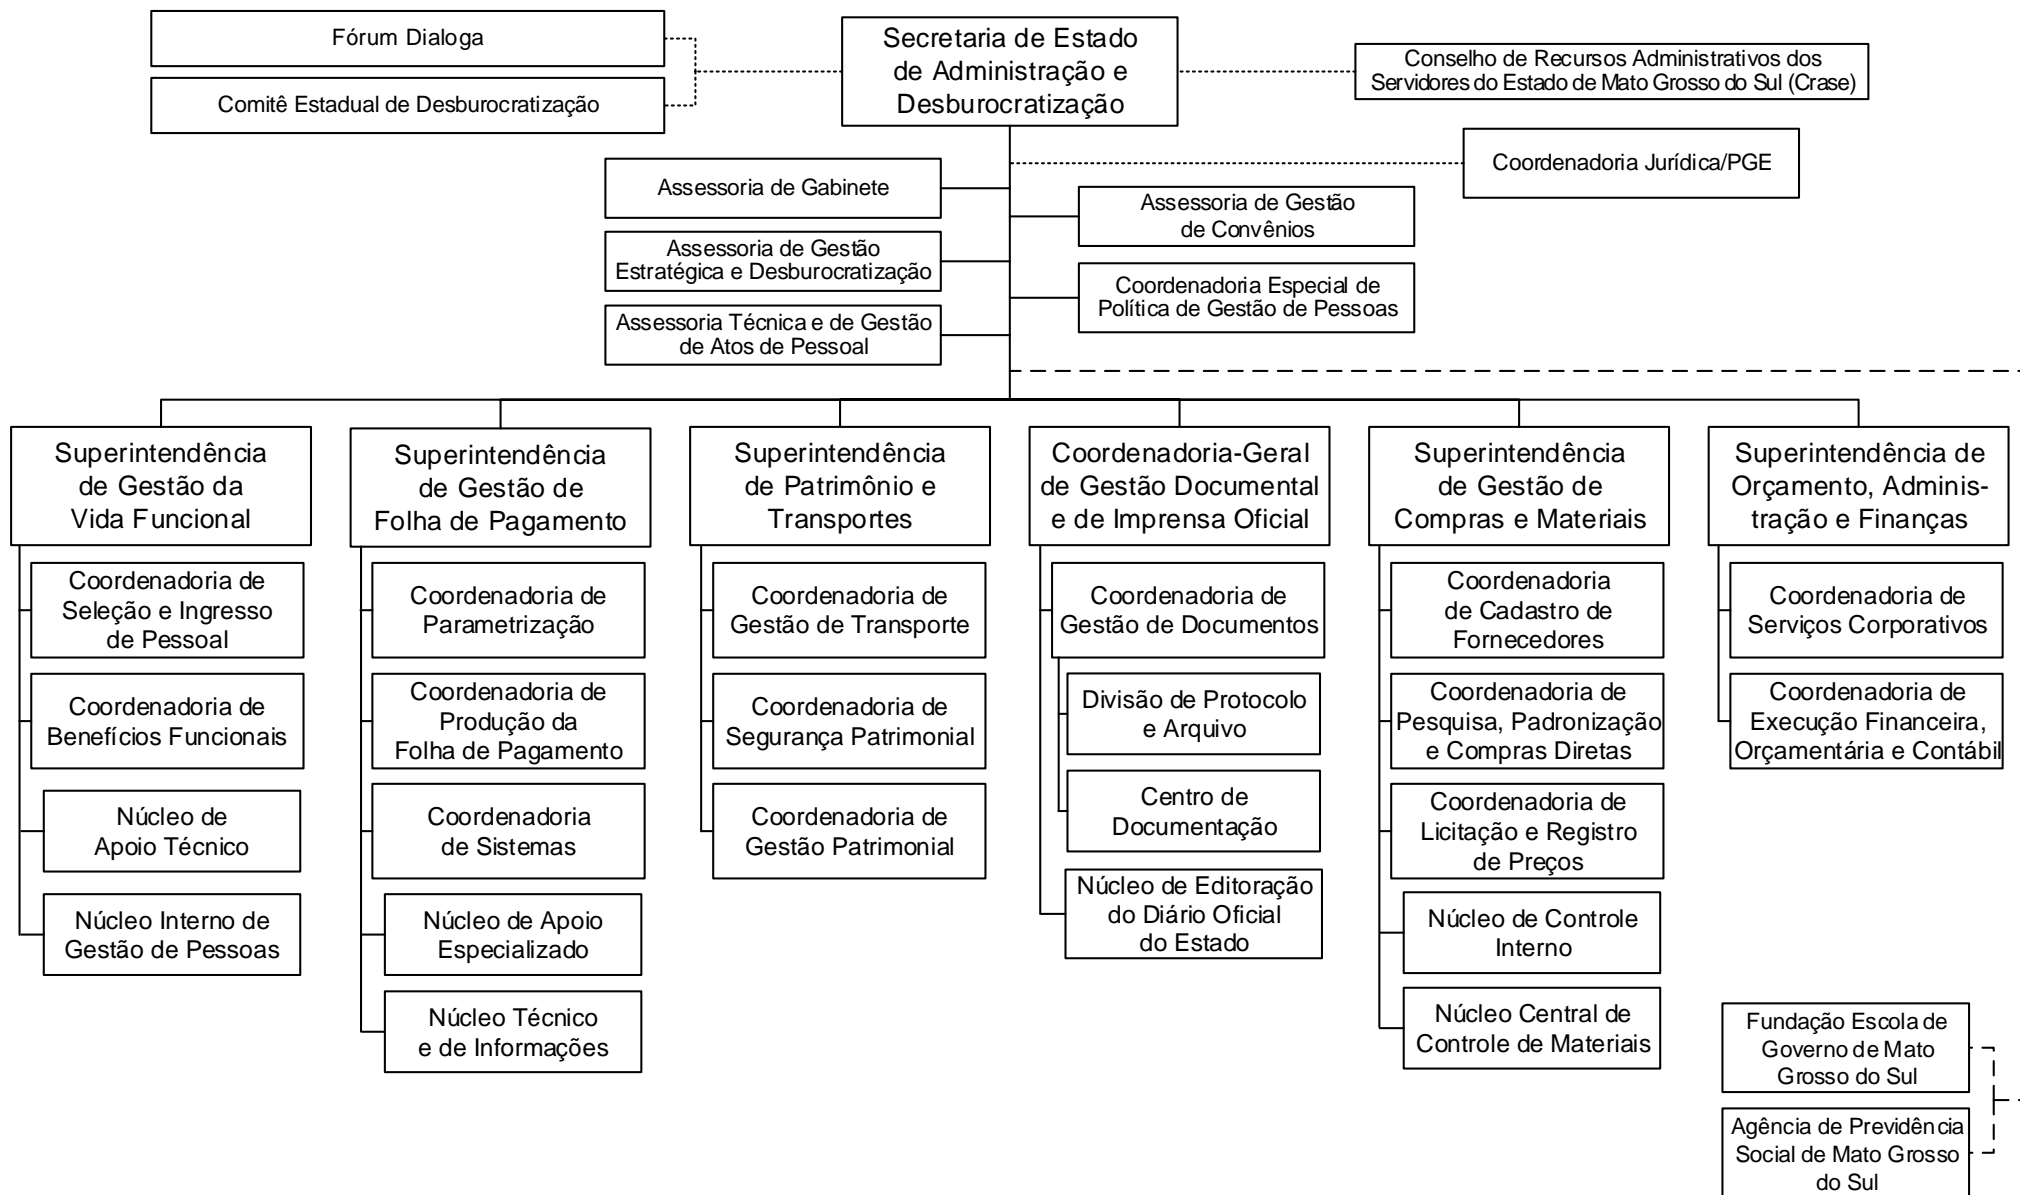 Fórum Dialoga
Comitê Estadual de Desburocratização
Secretaria de Estado
de Administração e
Desburocratização
Conselho de Recursos Administrativos dos
Servidores do Estado de Mato Grosso do Sul (Crase)
Coordenadoria Jurídica/PGE
Assessoria de Gabinete
Assessoria de Gestão
de Convênios
Assessoria de Gestão
Estratégica e Desburocratização
Coordenadoria Especial de
Política de Gestão de Pessoas
Assessoria Técnica e de Gestão
de Atos de Pessoal
Superintendência
de Gestão da
Vida Funcional
Coordenadoria de
Seleção e Ingresso
de Pessoal
Coordenadoria de
Benefícios Funcionais
Núcleo de
Apoio Técnico
Núcleo Interno de
Gestão de Pessoas
Superintendência
de Gestão de
Folha de Pagamento
Coordenadoria de
Parametrização
Coordenadoria de
Produção da
Folha de Pagamento
Coordenadoria
de Sistemas
Núcleo de Apoio
Especializado
Núcleo Técnico
e de Informações
Superintendência
de Patrimônio e
Transportes
Coordenadoria de
Gestão de Transporte
Coordenadoria de
Segurança Patrimonial
Coordenadoria de
Gestão Patrimonial
Coordenadoria-Geral
de Gestão Documental
e de Imprensa Oficial
Coordenadoria de
Gestão de Documentos
Divisão de Protocolo
e Arquivo
Centro de
Documentação
Núcleo de Editoração
do Diário Oficial
do Estado
Superintendência
de Gestão de
Compras e Materiais
Coordenadoria
de Cadastro de
Fornecedores
Coordenadoria de
Pesquisa, Padronização
e Compras Diretas
Coordenadoria de
Licitação e Registro
de Preços
Núcleo de Controle
Interno
Núcleo Central de
Controle de Materiais
Superintendência de
Orçamento, Adminis-
tração e Finanças
Coordenadoria de
Serviços Corporativos
Coordenadoria de
Execução Financeira,
Orçamentária e Contábil
Fundação Escola de
Governo de Mato
Grosso do Sul
Agência de Previdência
Social de Mato Grosso
do Sul